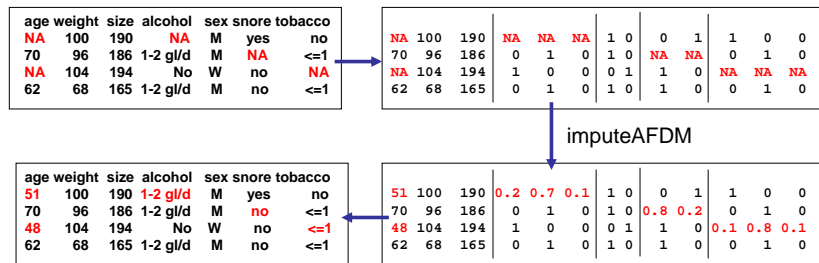 age weight size alcohol sex snore tobacco
NA 100 190 NA M yes no
70 96 186 1-2 gl/d M NA <=1
NA 104 194 No W no NA
62 68 165 1-2 gl/d M no <=1
NA 100 190 NA NA NA 1 0 0 1 1 0 0
70 96 186 0 1 0 1 0 NA NA 0 1 0
NA 104 194 1 0 0 0 1 1 0 NA NA NA
62 68 165 0 1 0 1 0 1 0 0 1 0
imputeAFDM
age weight size alcohol sex snore tobacco
51 100 190 1-2 gl/d M yes no
70 96 186 1-2 gl/d M no <=1
48 104 194 No W no <=1
62 68 165 1-2 gl/d M no <=1
51 100 190 0.2 0.7 0.1 1 0 0 1 1 0 0
70 96 186 0 1 0 1 0 0.8 0.2 0 1 0
48 104 194 1 0 0 0 1 1 0 0.1 0.8 0.1
62 68 165 0 1 0 1 0 1 0 0 1 0